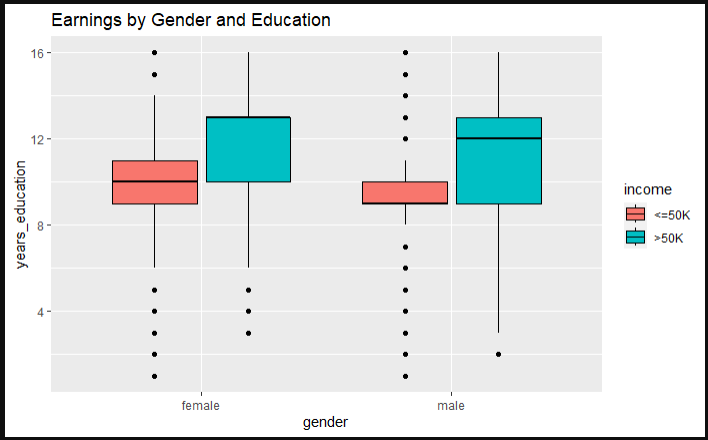 Earnings by Gender and Education
years_education
16
12
8
4
female
male
gender
income
<=50K
>50K